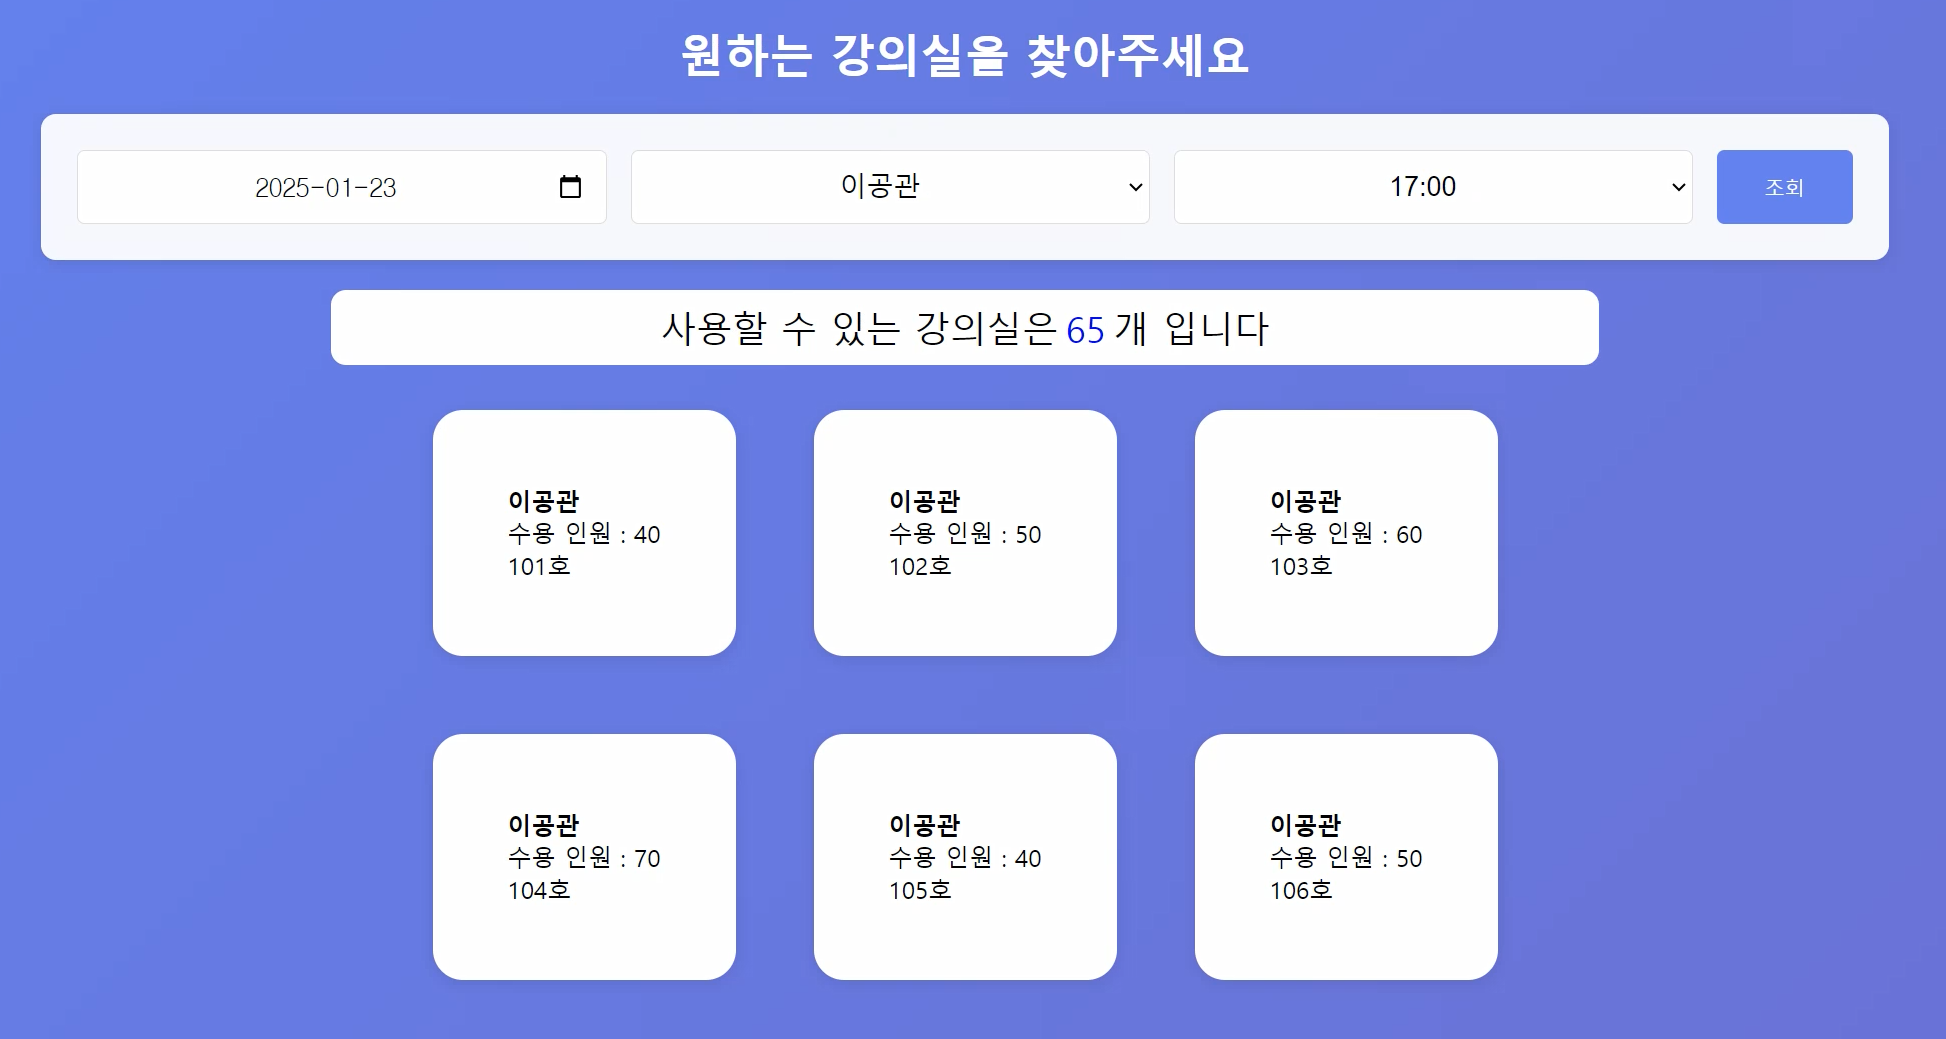 원하는 강의실을 찾아주세요
2025-01-23
이공관
17:00
조회
사용할 수 있는 강의실은 65 개 입니다
이공관
수용 인원 : 40
101호
이공관
수용 인원 : 50
102호
이공관
수용 인원 : 60
103호
이공관
수용 인원 : 70
104호
이공관
수용 인원 : 40
105호
이공관
수용 인원 : 50
106호